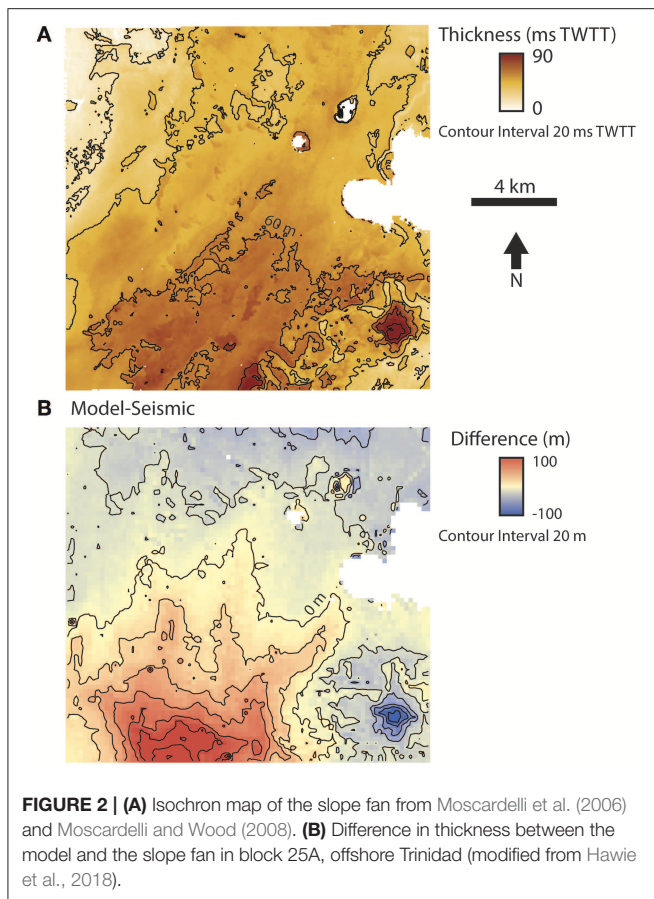 A
Thickness (ms TWTT)
90
0
Contour Interval 20 ms TWTT
4 km
N
60 m
B Model-Seismic
Difference (m)
100
-100
Contour Interval 20 m
0 m
FIGURE 2 | (A) Isochron map of the slope fan from Moscardelli et al. (2006)
and Moscardelli and Wood (2008). (B) Difference in thickness between the
model and the slope fan in block 25A, offshore Trinidad (modified from Hawie
et al., 2018).